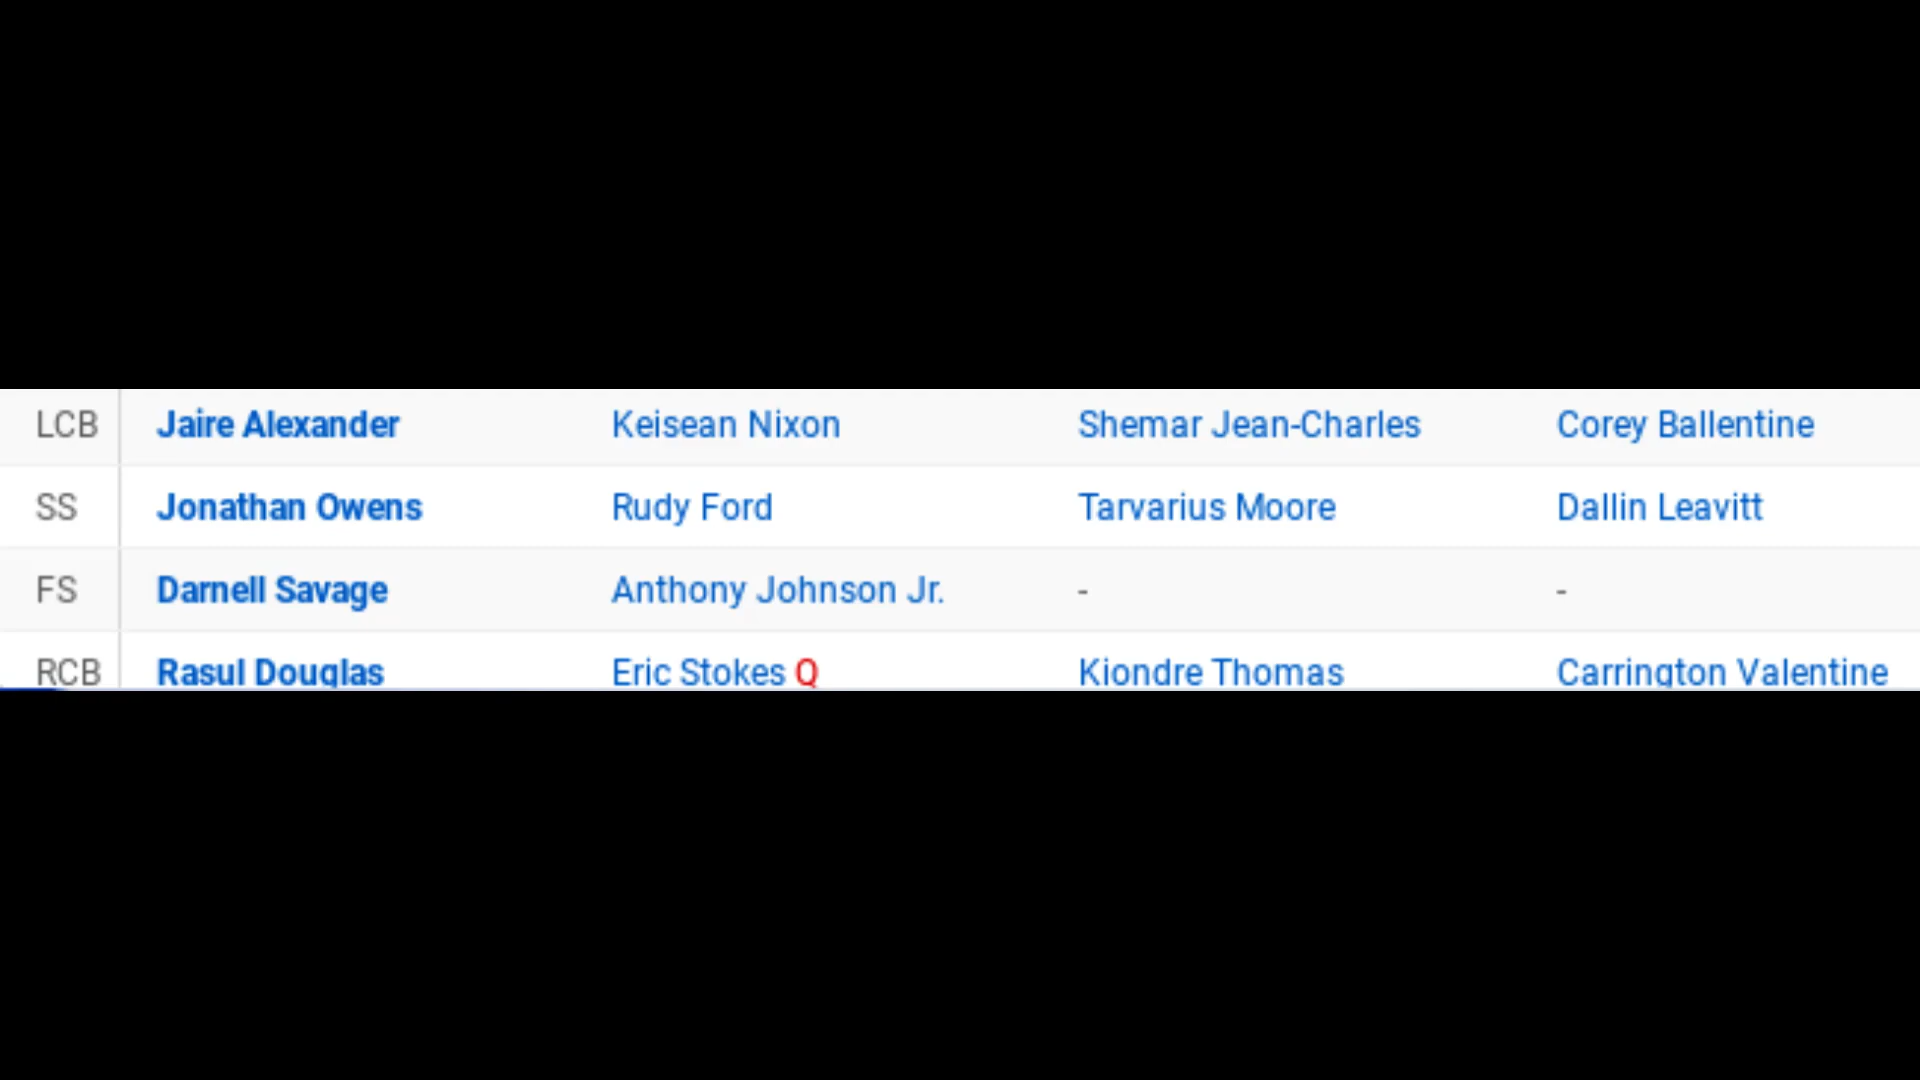 LCB Jaire Alexander Keisean Nixon Shemar Jean-Charles Corey Ballentine
SS Jonathan Owens Rudy Ford Tarvarius Moore Dallin Leavitt
FS Darnell Savage Anthony Johnson Jr. - -
RCB Rasul Douglas Eric Stokes Q Kiondre Thomas Carrington Valentine